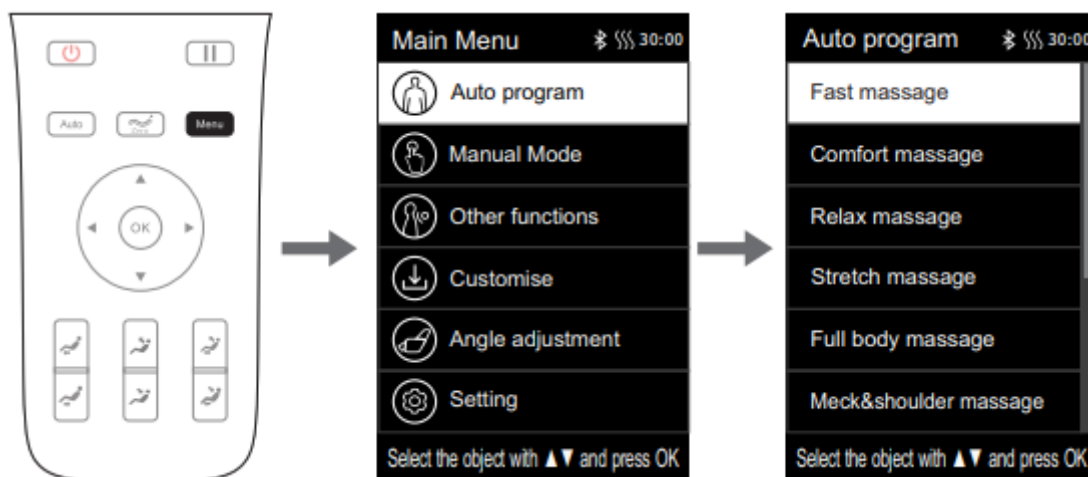 Auto
Zero
Menu
OK
Main Menu 30:00
Auto program
Manual Mode
Other functions
Customise
Angle adjustment
Setting
Select the object with ▲▼ and press OK
Auto program 30:00
Fast massage
Comfort massage
Relax massage
Stretch massage
Full body massage
Meck&shoulder massage
Select the object with ▲▼ and press OK